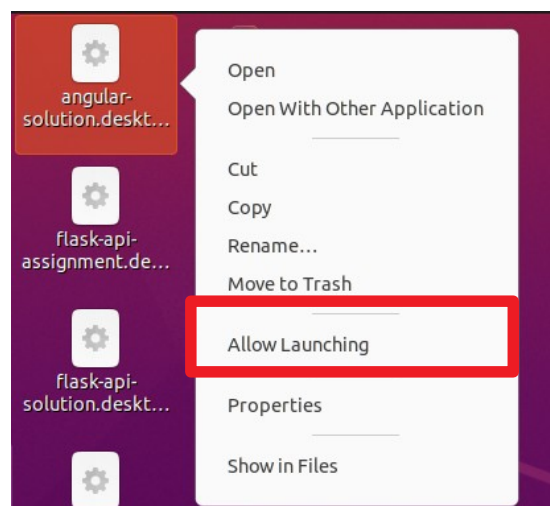 angular-
solution.deskt...
flask-api-
assignment.de...
flask-api-
solution.deskt...
Open
Open With Other Application
Cut
Copy
Rename...
Move to Trash
Allow Launching
Properties
Show in Files